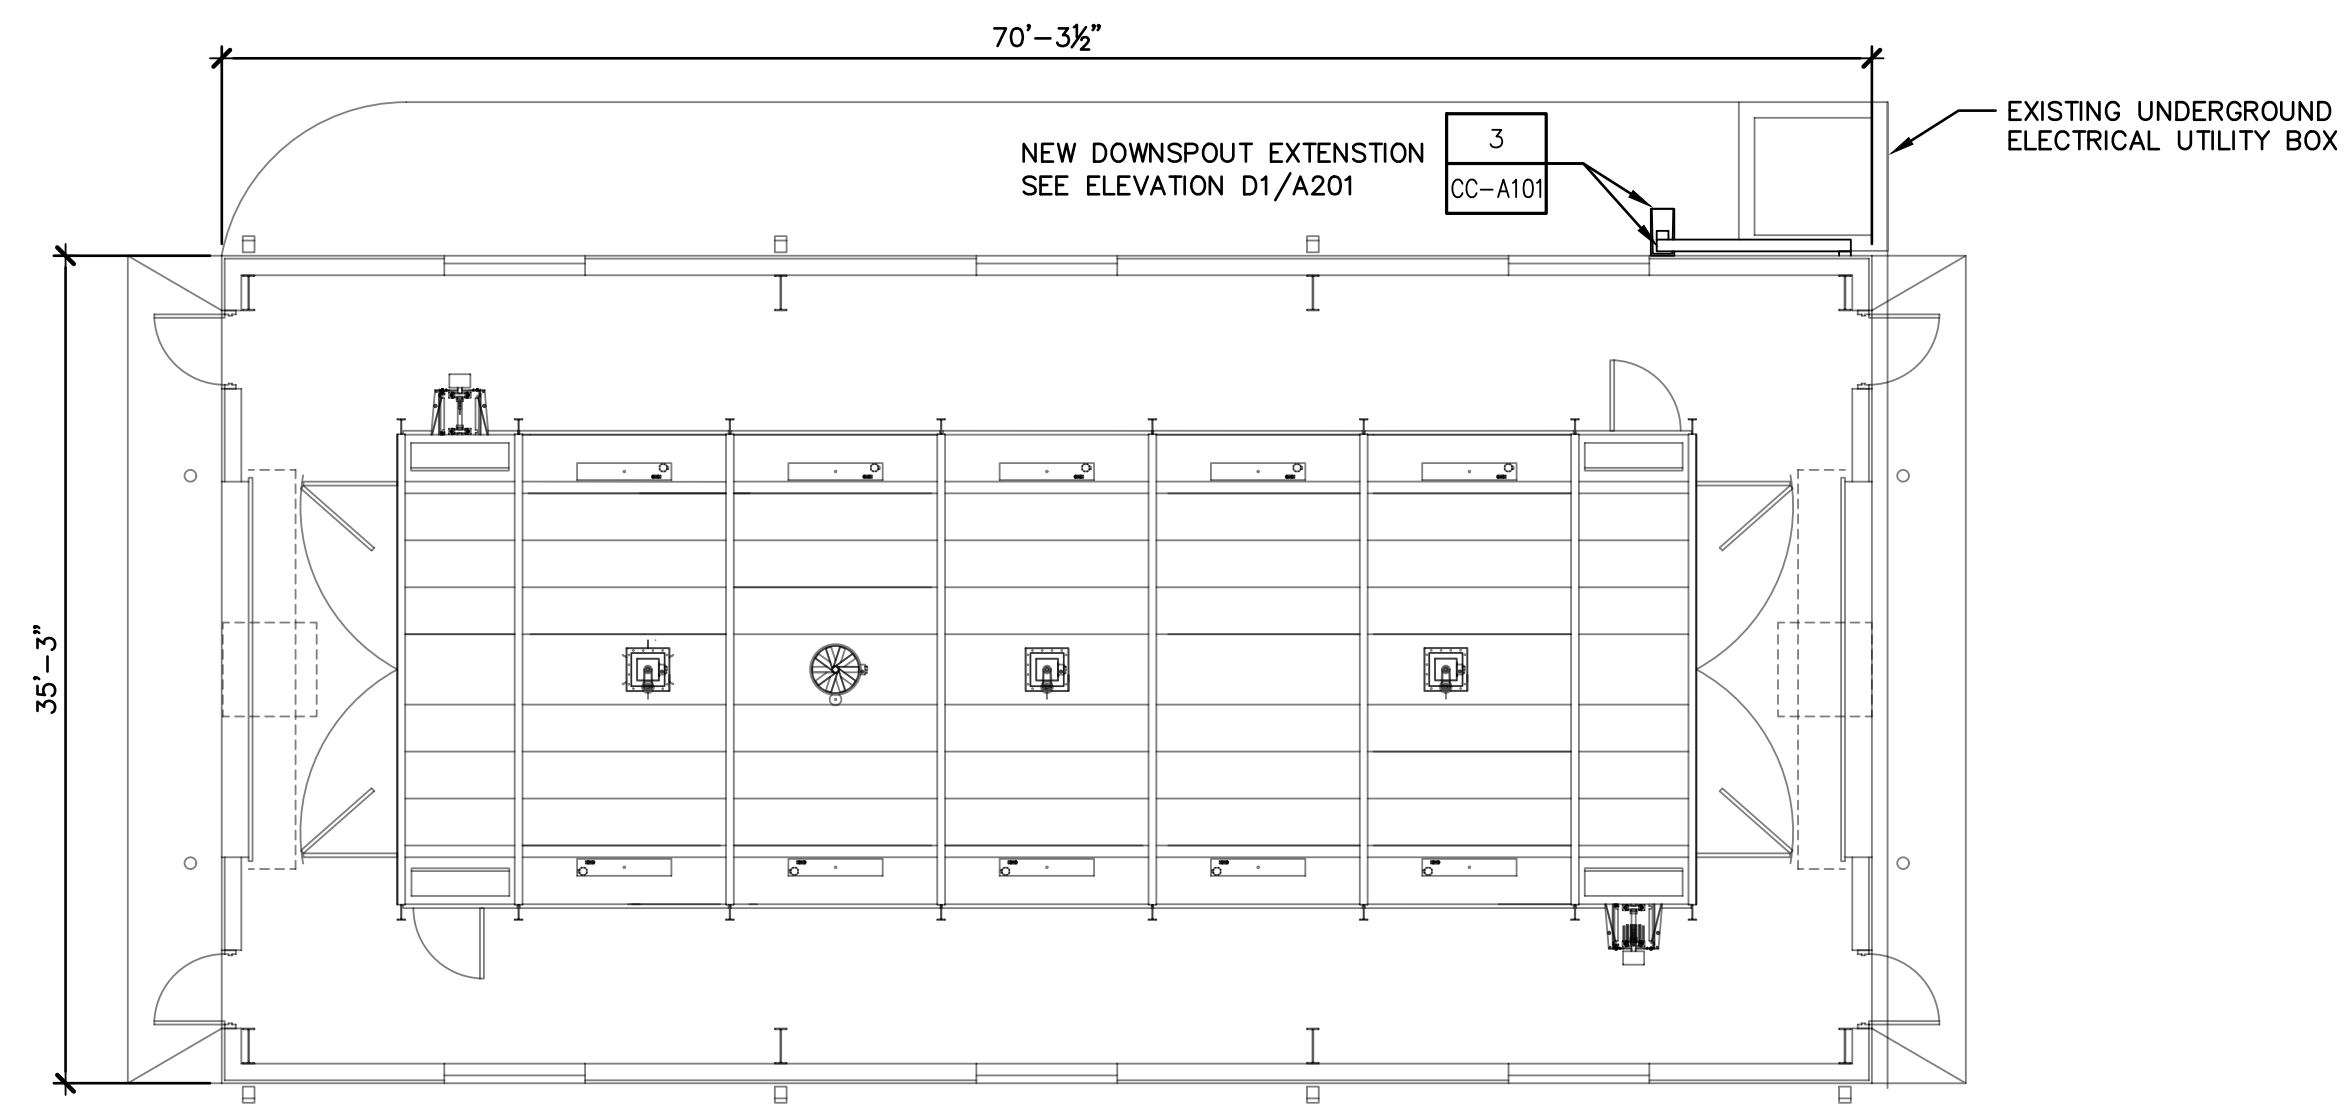 70'-3½"
EXISTING UNDERGROUND
ELECTRICAL UTILITY BOX
NEW DOWNSPOUT EXTENSTION
SEE ELEVATION D1/A201
3
CC-A101
35'-3"